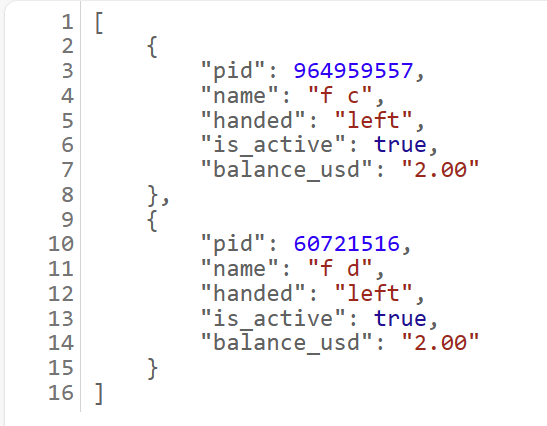 1 [
2     {
3         "pid": 964959557,
4         "name": "f c",
5         "handed": "left",
6         "is_active": true,
7         "balance_usd": "2.00"
8     },
9     {
10         "pid": 60721516,
11         "name": "f d",
12         "handed": "left",
13         "is_active": true,
14         "balance_usd": "2.00"
15     }
16 ]